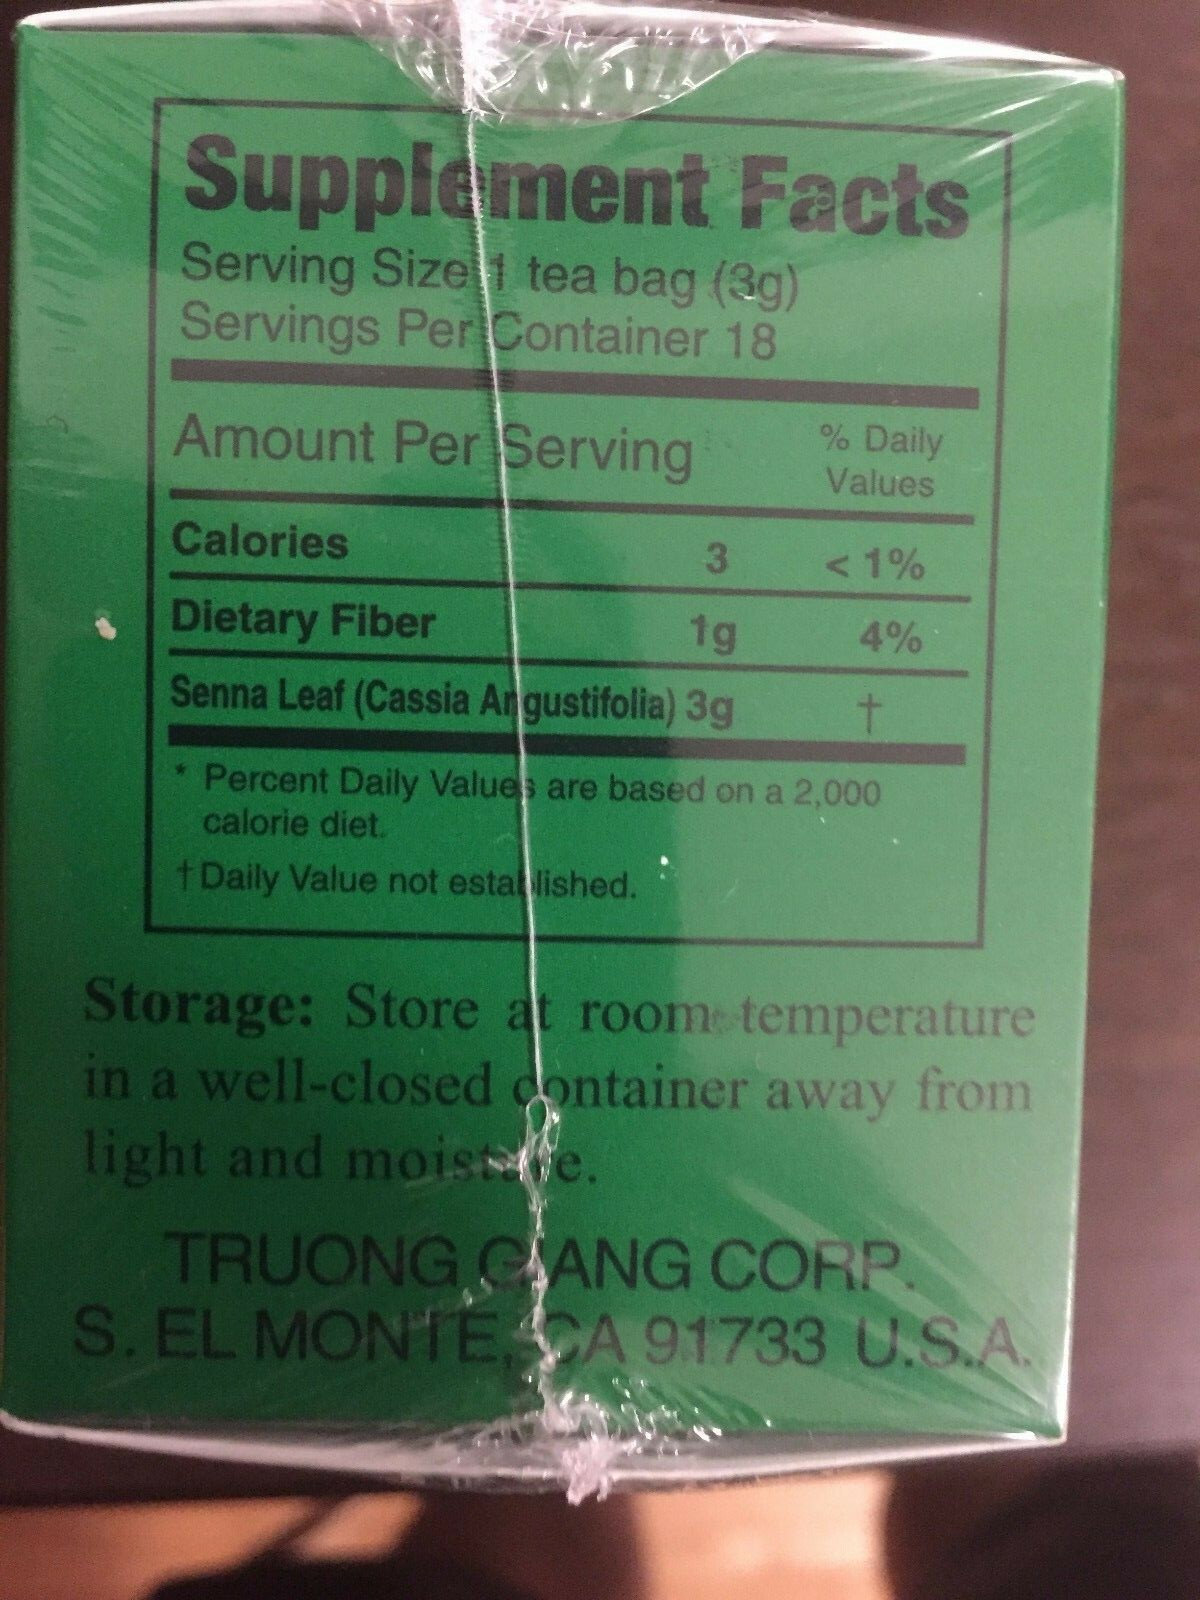 Supplement Facts
Serving Size 1 tea bag (3g)
Servings Per Container 18
Amount Per Serving % Daily
Values
Calories 3 < 1%
Dietary Fiber 1g 4%
Senna Leaf (Cassia Angustifolia) 3g †
* Percent Daily Values are based on a 2,000
calorie diet.
† Daily Value not established.
Storage: Store at room temperature
in a well-closed container away from
light and moisture.
TRUONG GIANG CORP.
S. EL MONTE, CA 91733 U.S.A.